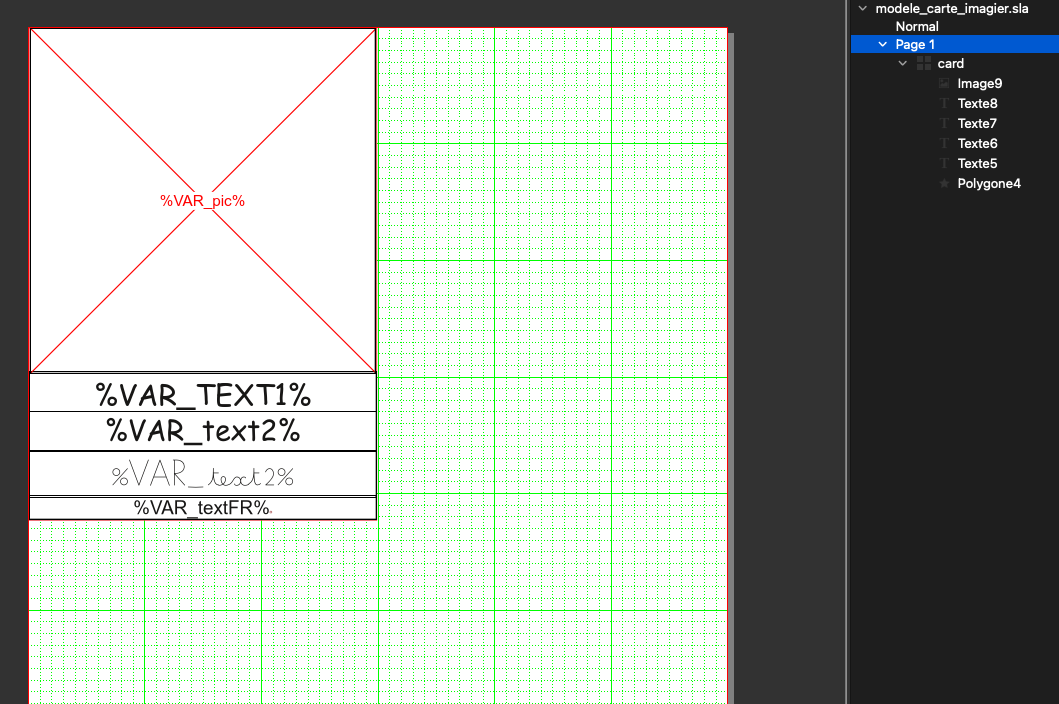 modele_carte_imagier.sla
Normal
Page 1
card
Image9
Texte8
Texte7
Texte6
Texte5
Polygone4
%VAR_pic%
%VAR_TEXT1%
%VAR_text2%
%VAR_text2%
%VAR_textFR%